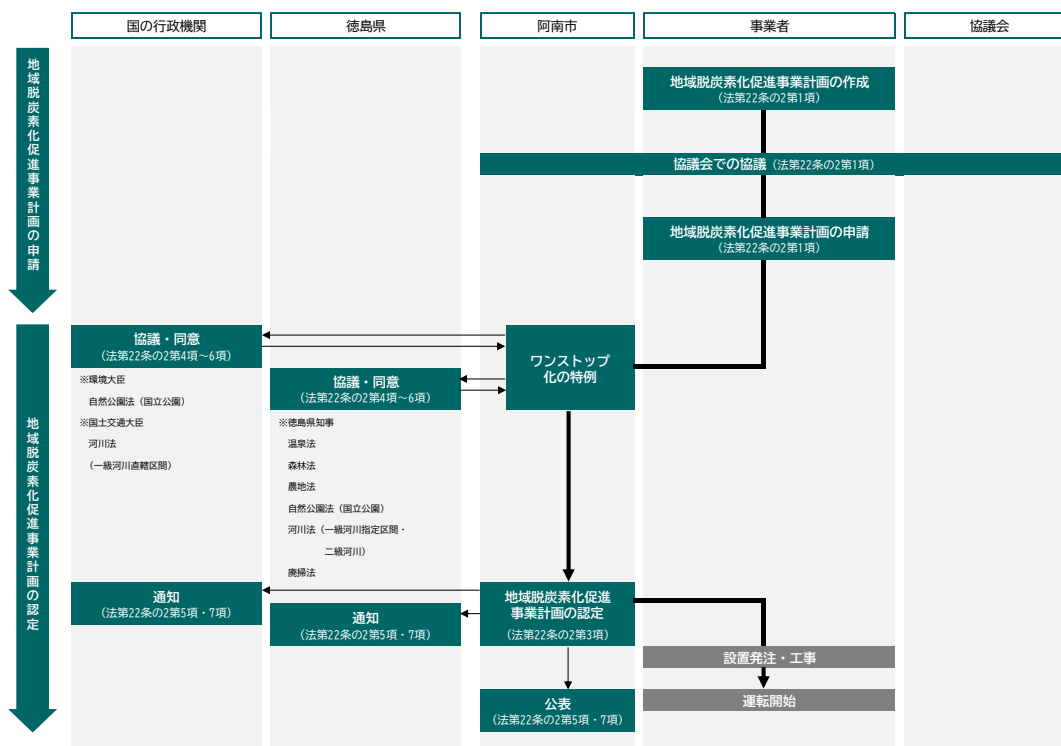 国の行政機関
徳島県
阿南市
事業者
協議会
地域脱炭素化促進事業計画の申請
地域脱炭素化促進事業計画の作成
（法第22条の2第1項）
協議会での協議（法第22条の2第1項）
地域脱炭素化促進事業計画の申請
（法第22条の2第1項）
地域脱炭素化促進事業計画の認定
協議・同意
（法第22条の2第4項～6項）
※環境大臣
自然公園法（国立公園）
※国土交通大臣
河川法
（一級河川直轄区間）
協議・同意
（法第22条の2第4項～6項）
※徳島県知事
温泉法
森林法
農地法
自然公園法（国立公園）
河川法（一級河川指定区間・
二級河川）
廃掃法
ワンストップ
化の特例
通知
（法第22条の2第5項・7項）
通知
（法第22条の2第5項・7項）
地域脱炭素化促進
事業計画の認定
（法第22条の2第3項）
公表
（法第22条の2第5項・7項）
設置発注・工事
運転開始